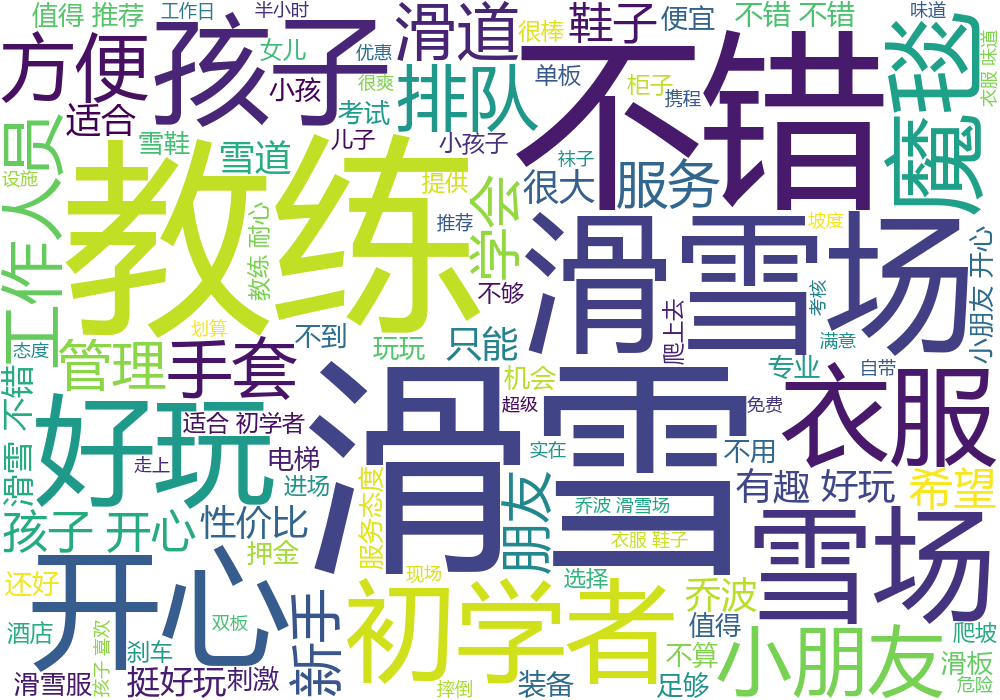 值得 推荐
工作日
半小时
孩子
滑道
很棒
鞋子
便宜
不错 不错
味道
方便
女儿
优惠
很爽
不错
魔毯
衣服 味道
小孩
排队
单板
柜子
携程
适合
考试
儿子
小孩子
工作人员
雪鞋
雪道
教练
袜子
服务
设施
提供
很大
学会
推荐
滑雪场
坡度
教练 耐心
小朋友 开心
不够
考核
爬上去
划算
不到
只能
满意
态度
管理
手套
玩玩
专业
自带
衣服
滑雪 不错
好玩
滑雪
机会
超级
免费
适合 初学者
走上
电梯
实在
不用
进场
服务态度
朋友
乔波 滑雪场
有趣 好玩
希望
孩子 开心
性价比
雪场
押金
衣服 鞋子
开心
还好
现场
选择
初学者
新手
乔波
双板
值得
酒店
孩子 喜欢
刹车
小朋友
爬坡
不算
滑板
滑雪服
挺好玩
刺激
摔倒
装备
足够
危险